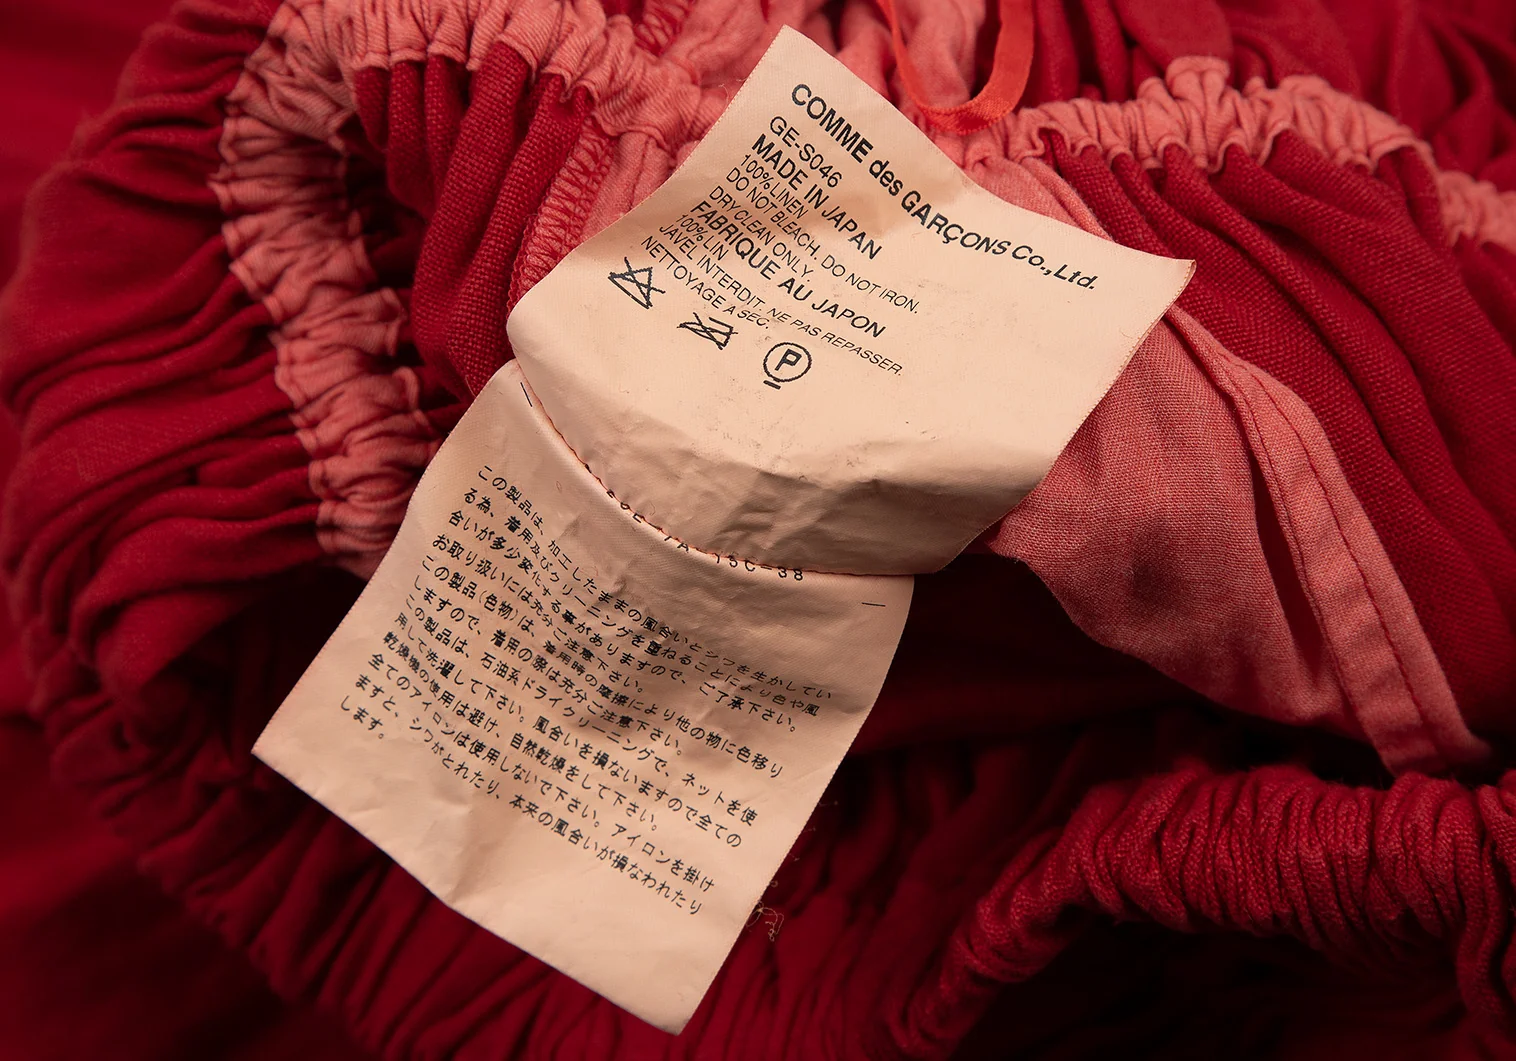 COMME des GARÇONS Co.,Ltd.
GE-S046
MADE IN JAPAN
100%LINEN
DO NOT BLEACH. DO NOT IRON.
DRYCLEAN ONLY.
FABRIQUE AU JAPON
100%LIN
JAVEL INTERDIT. NE PAS REPASSER.
NETTOYAGE A SEC.
P
38
この製品は、加工したままの風合いとシワを生かしてい
る為、着用及びクリーニングを重ねることにより色や風
合いが多少変化する事がありますので、ご了承下さい。
お取り扱いには充分ご注意下さい。
この製品(色物)は、着用時の摩擦により他の物に色移り
しますので、着用の際は充分ご注意下さい。
この製品は、石油系ドライクリーニングで、ネットを使
用して洗濯して下さい。風合いを損ないますので全ての
乾燥機の使用は避け、自然乾燥をして下さい。
全てのアイロンは使用しないで下さい。アイロンを掛け
ますと、シワがとれたり、本来の風合いが損なわれたり
します。